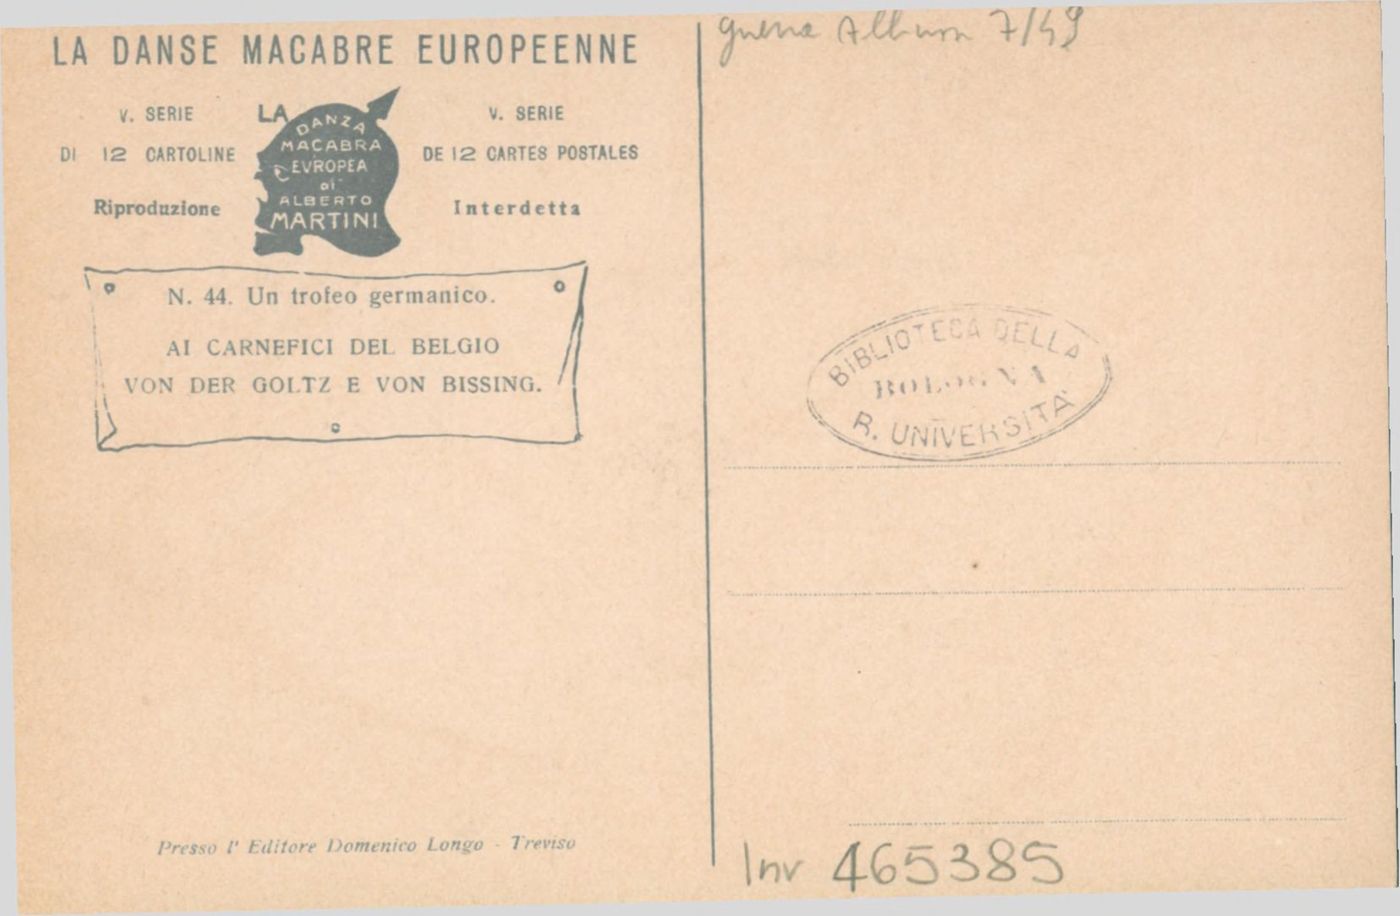 LA DANSE MACABRE EUROPEENNE
V. SERIE
DI 12 CARTOLINE
Riproduzione
LA
DANZA
MACABRA
EVROPEA
di
ALBERTO
MARTINI
V. SERIE
DE 12 CARTES POSTALES
Interdetta
N. 44. Un trofeo germanico.
AI CARNEFICI DEL BELGIO
VON DER GOLTZ E VON BISSING.
Presso l' Editore Domenico Longo - Treviso
guerra Album 7/49
BIBLIOTECA DELLA
BOLOGNA
R. UNIVERSITÀ
Inv 465385